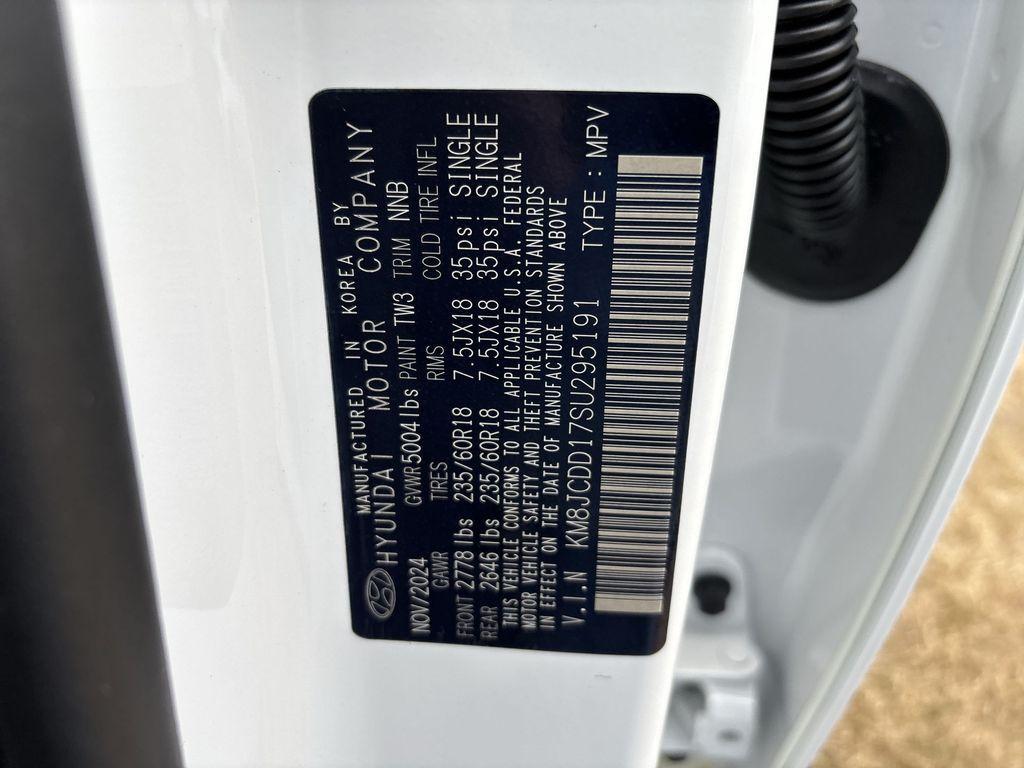 MANUFACTURED IN KOREA BY
HYUNDAI MOTOR COMPANY
NOV/2024 GVWR5004lbs PAINT TW3 TRIM NNB
GAWR TIRES RIMS COLD TIRE INFL
FRONT 2778 lbs 235/60R18 7.5JX18 35psi SINGLE
REAR 2646 lbs 235/60R18 7.5JX18 35psi SINGLE
THIS VEHICLE CONFORMS TO ALL APPLICABLE U.S.A. FEDERAL
MOTOR VEHICLE SAFETY AND THEFT PREVENTION STANDARDS
IN EFFECT ON THE DATE OF MANUFACTURE SHOWN ABOVE
V.I.N KM8JCDD17SU295191 TYPE : MPV